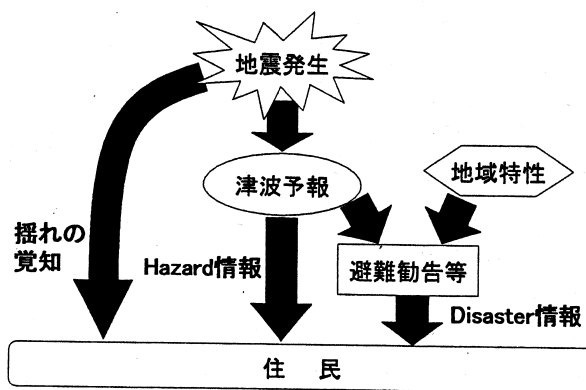 地震発生
津波予報
地域特性
揺れの
覚知
Hazard情報
避難勧告等
Disaster情報
住 民